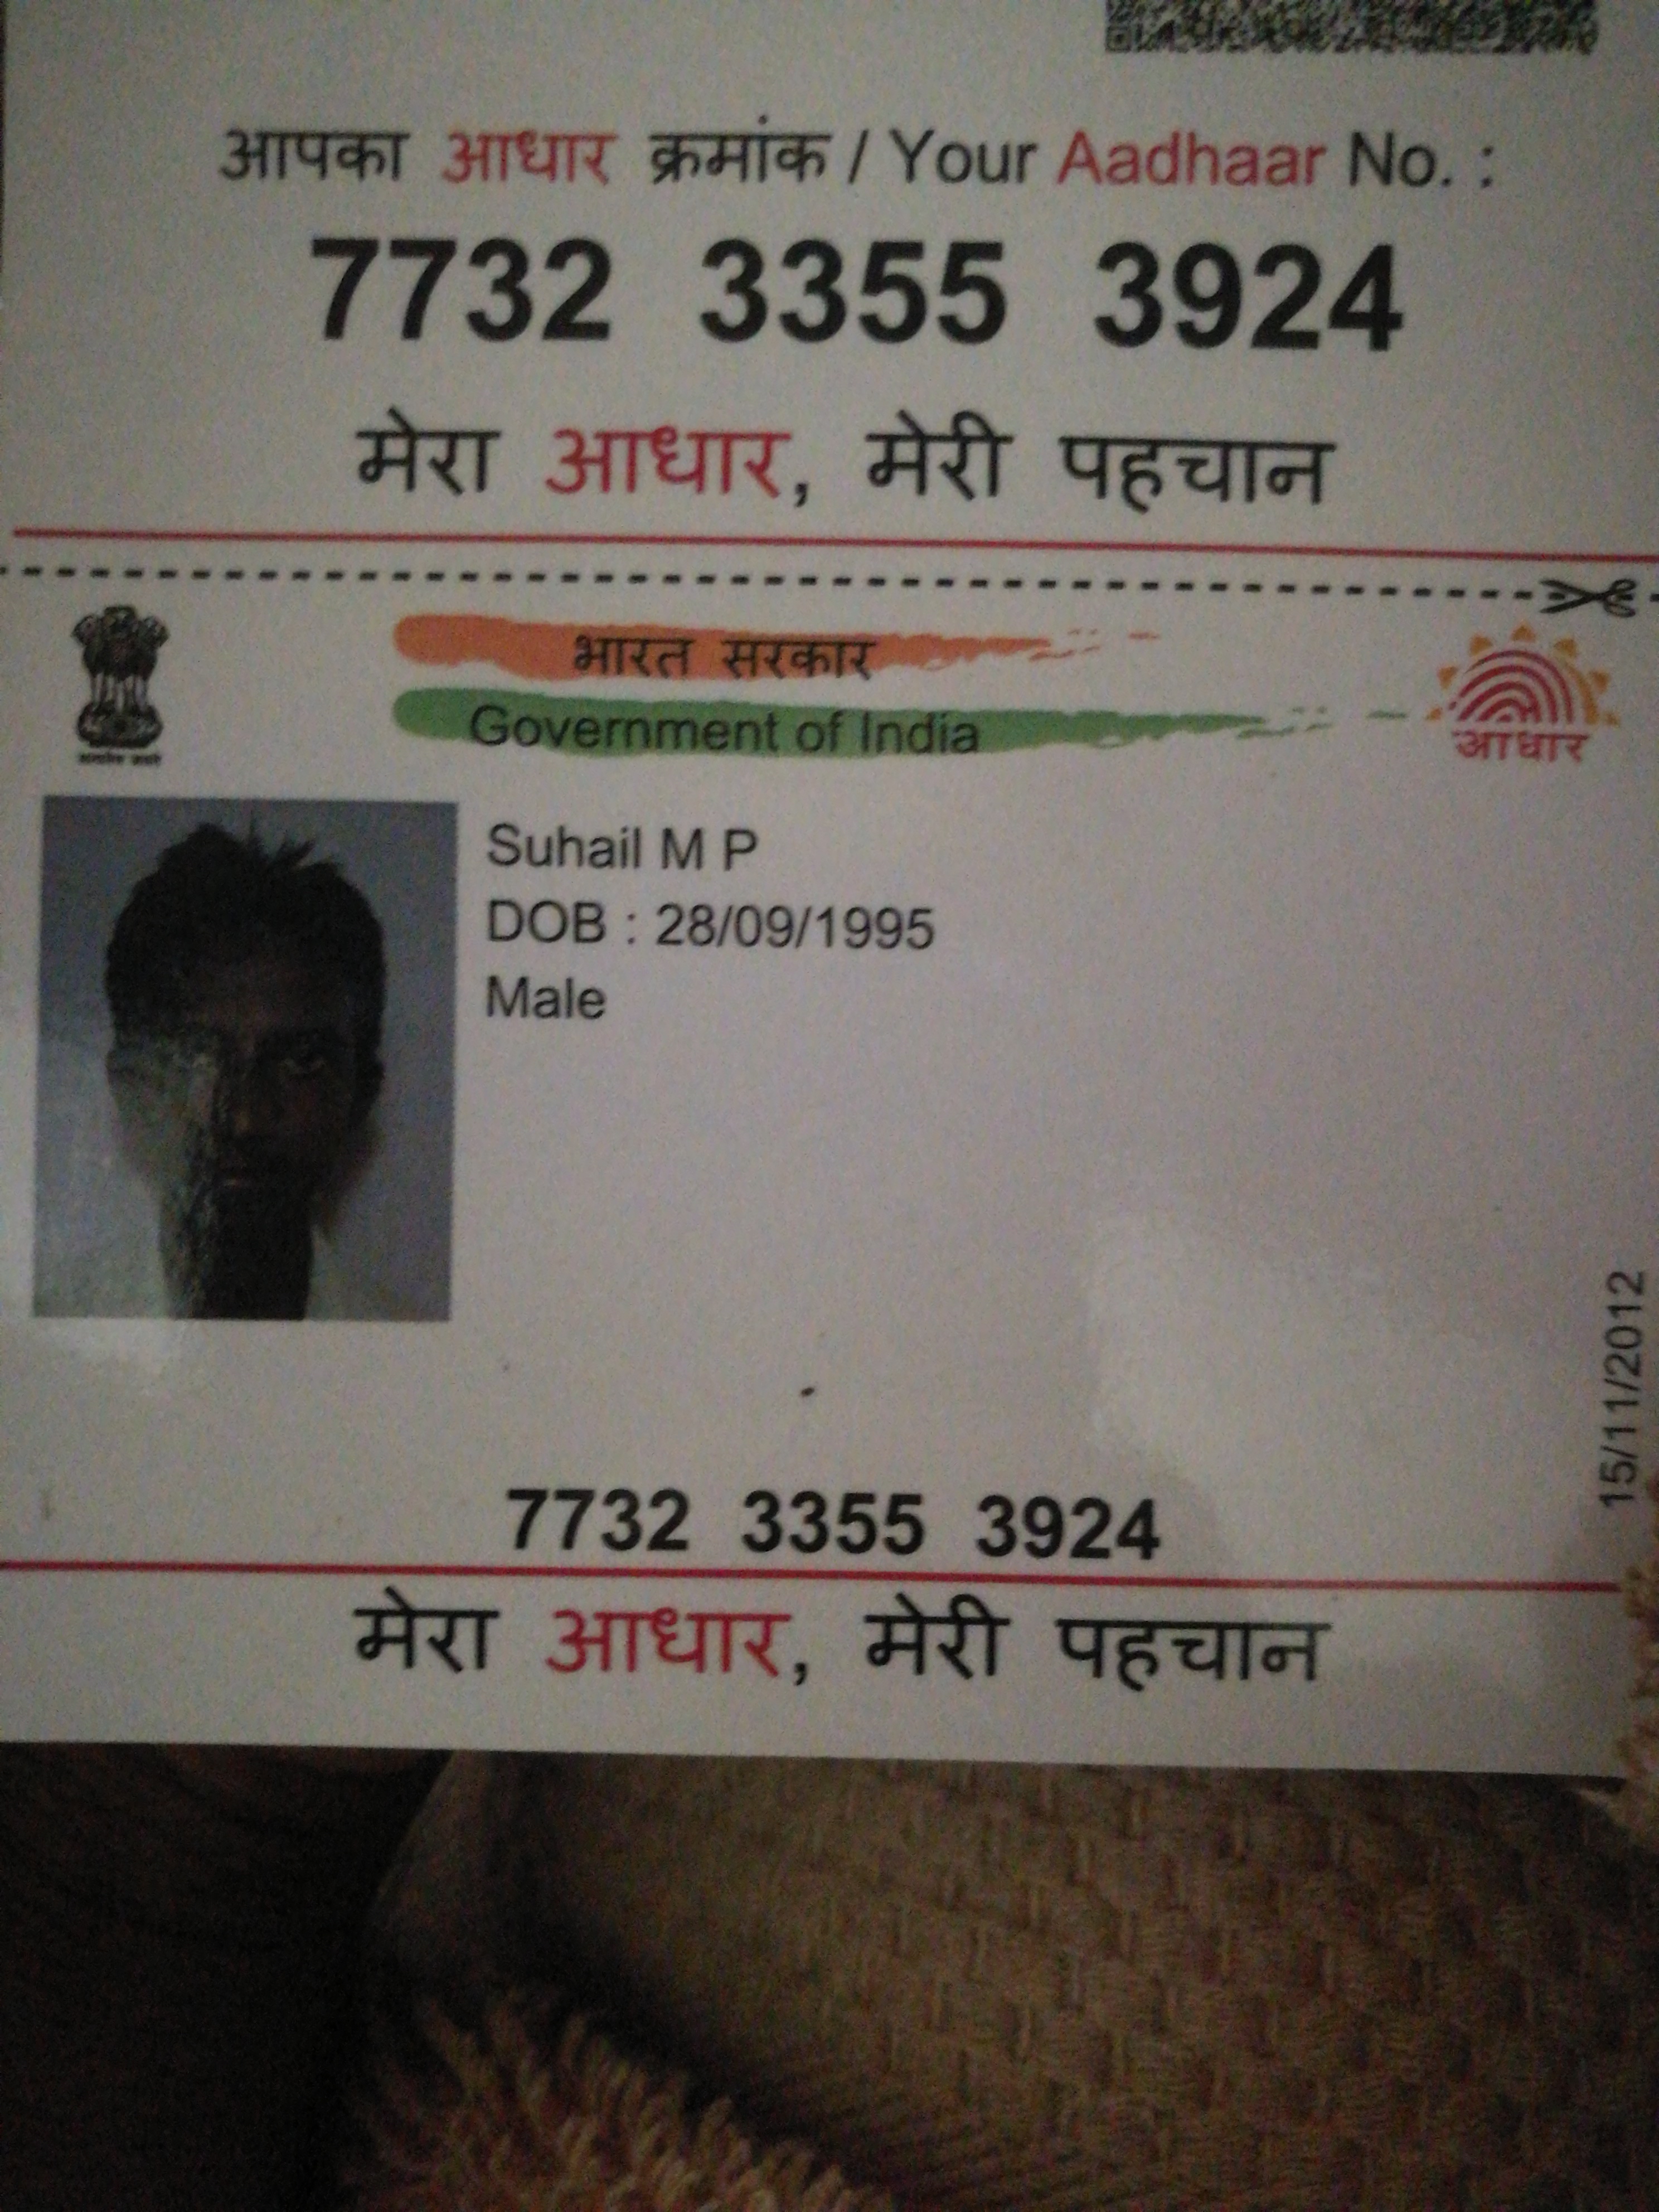 आपका आधार क्रमांक / Your Aadhaar No. :
7732 3355 3924
मेरा आधार, मेरी पहचान
भारत सरकार
Government of India
आधार
Suhail M P
DOB : 28/09/1995
Male
15/11/2012
7732 3355 3924
मेरा आधार, मेरी पहचान